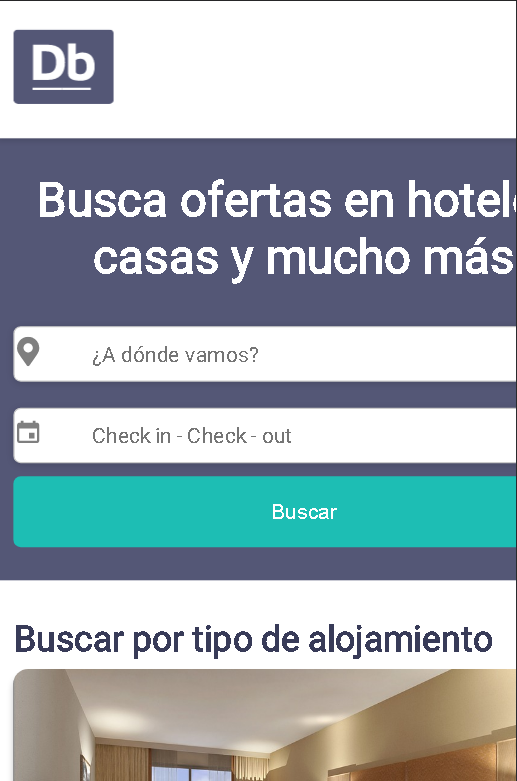 Db
Busca ofertas en hotel
casas y mucho más
¿A dónde vamos?
Check in - Check - out
Buscar
Buscar por tipo de alojamiento